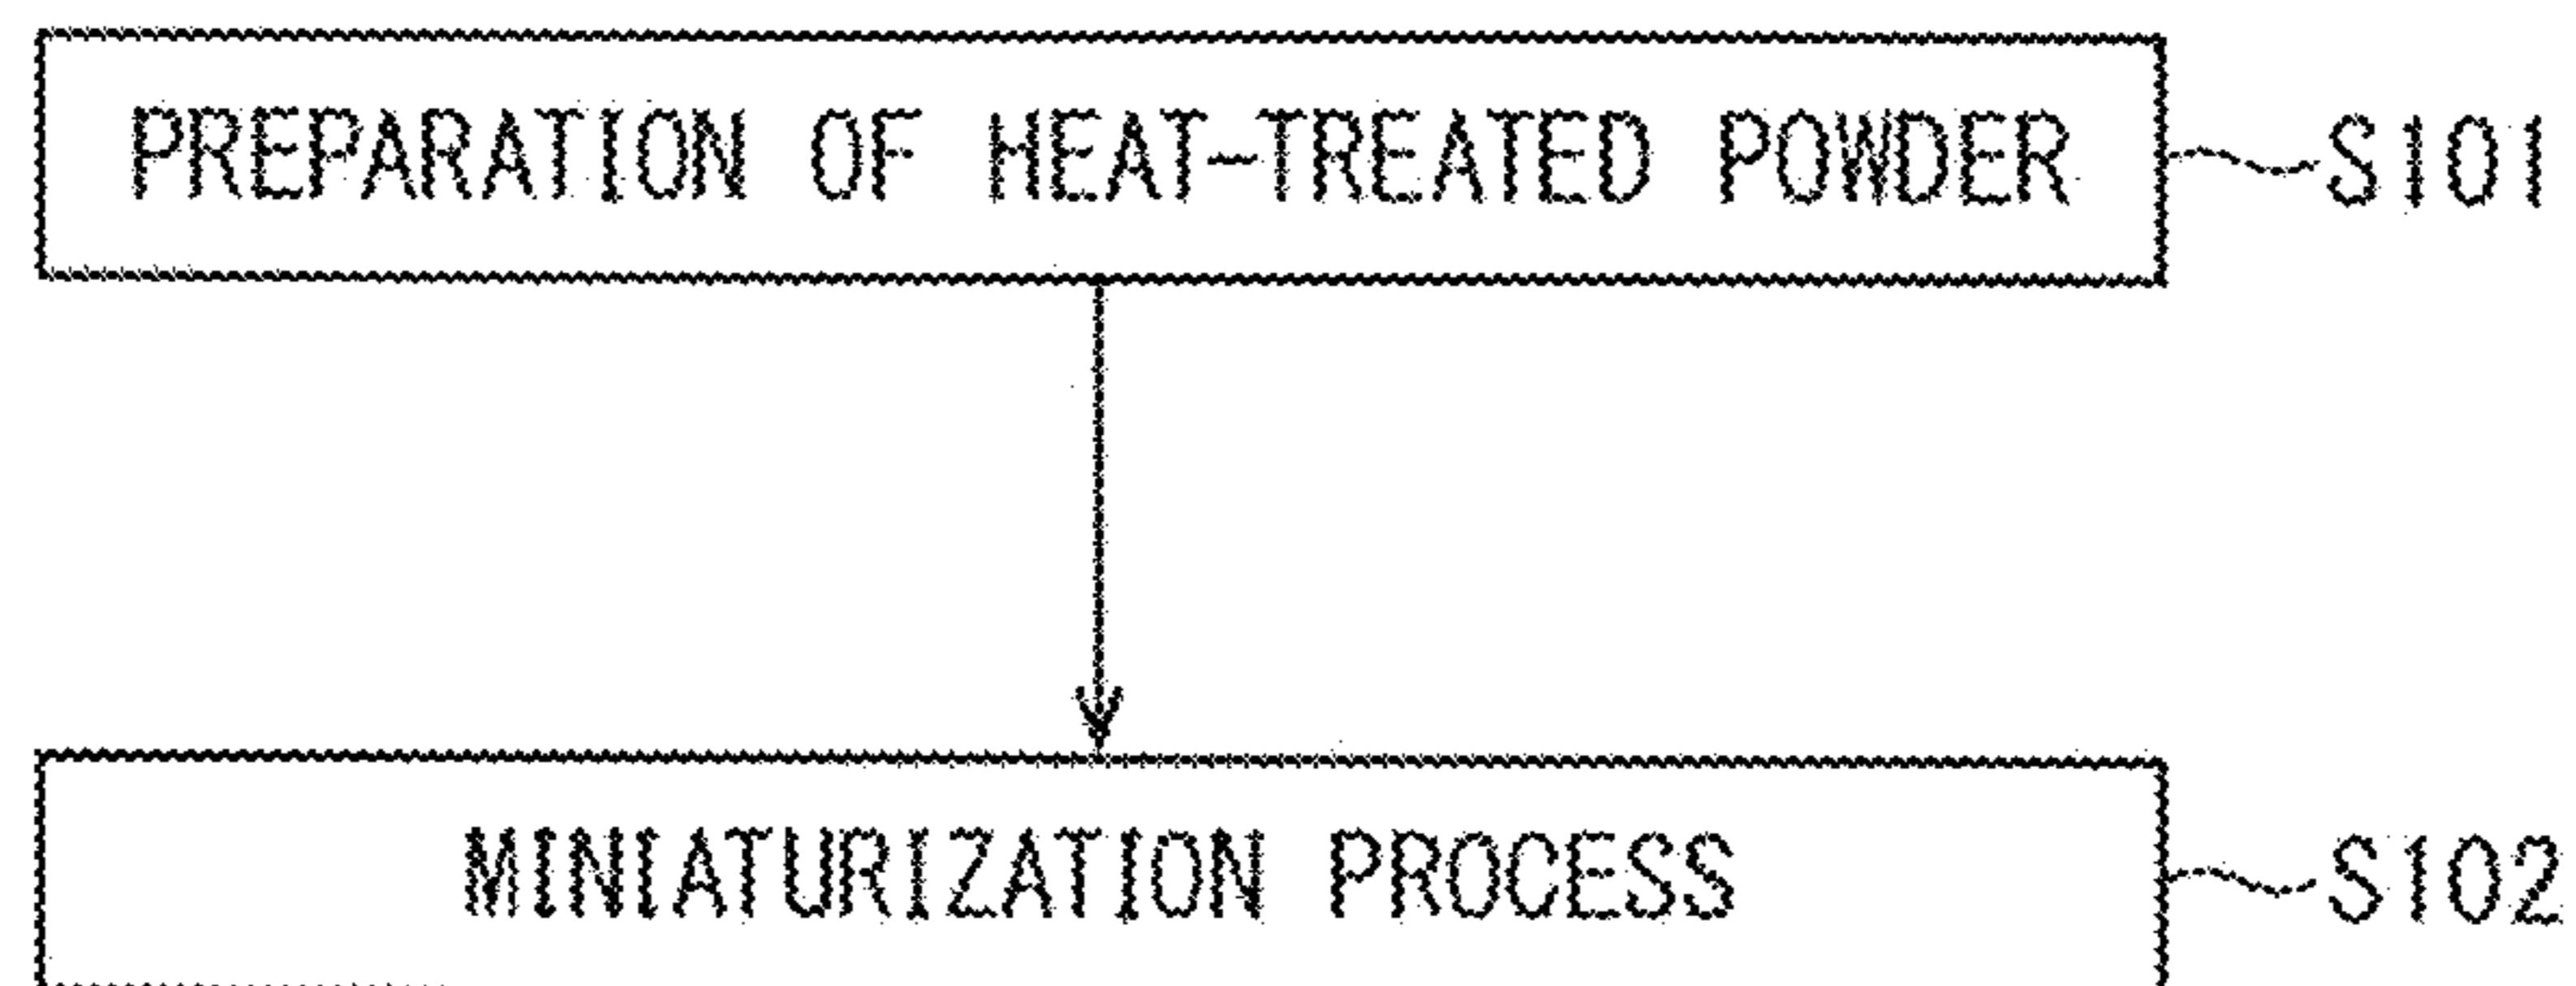 PREPARATION OF HEAT-TREATED POWDER S101
MINIATURIZATION PROCESS S102